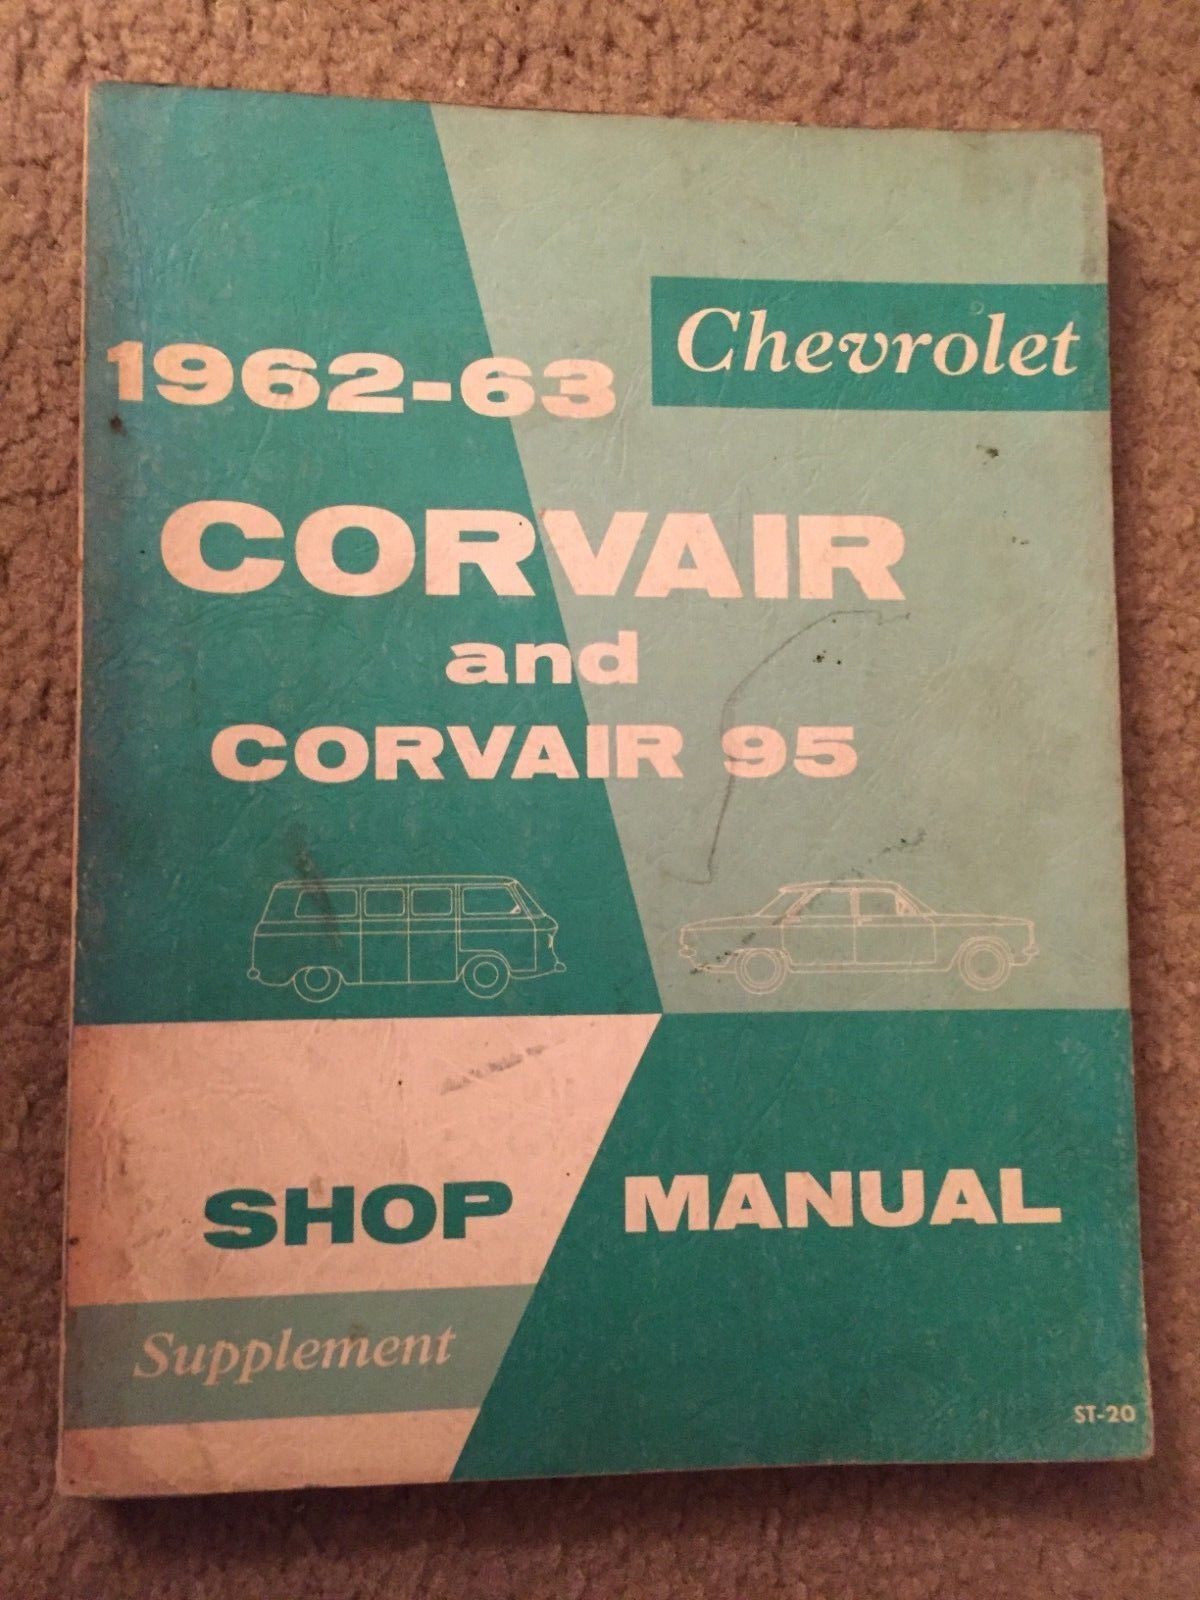 Chevrolet
1962-63
CORVAIR
and
CORVAIR 95
SHOP MANUAL
Supplement
ST-20